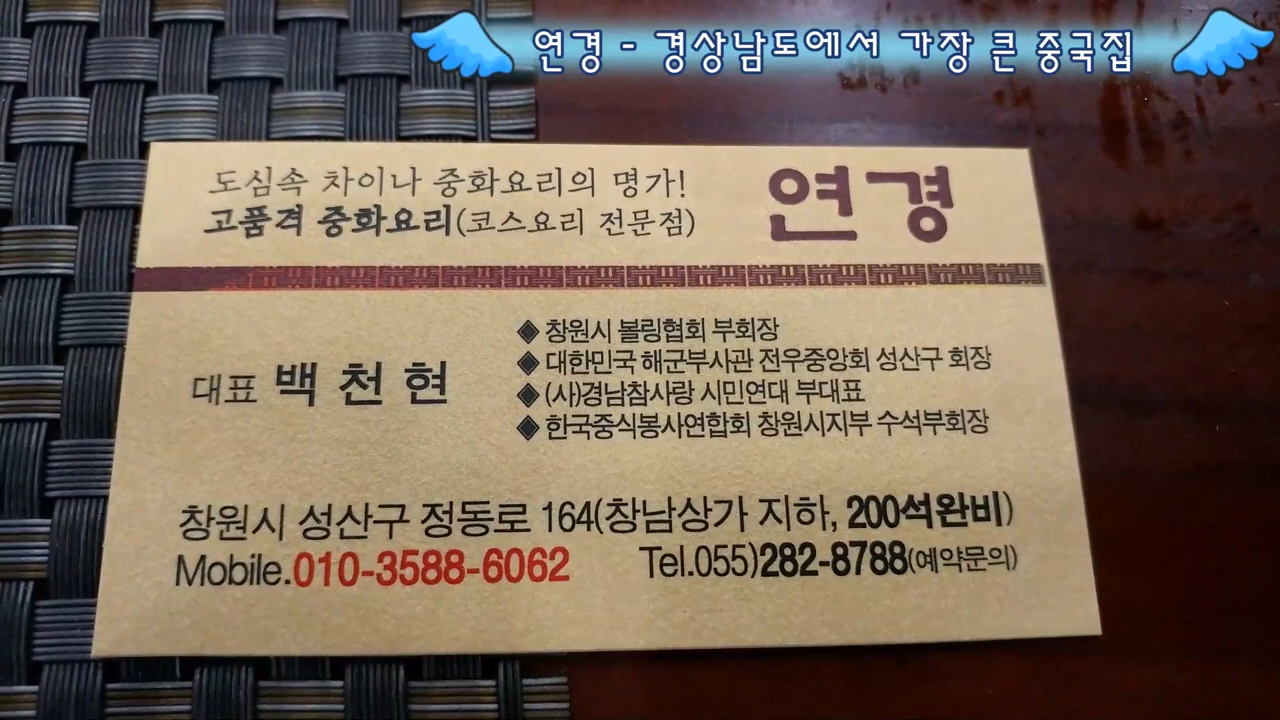 연경 - 경상남도에서 가장 큰 중국집
도심속 차이나 중화요리의 명가!
고품격 중화요리(코스요리 전문점)
연경
◈ 창원시 볼링협회 부회장
◈ 대한민국 해군부사관 전우중앙회 성산구 회장
◈ (사)경남참사랑 시민연대 부대표
◈ 한국중식봉사연합회 창원시지부 수석부회장
대표 백 천 현
창원시 성산구 정동로 164(창남상가 지하, 200석완비)
Mobile.010-3588-6062 Tel.055)282-8788(예약문의)